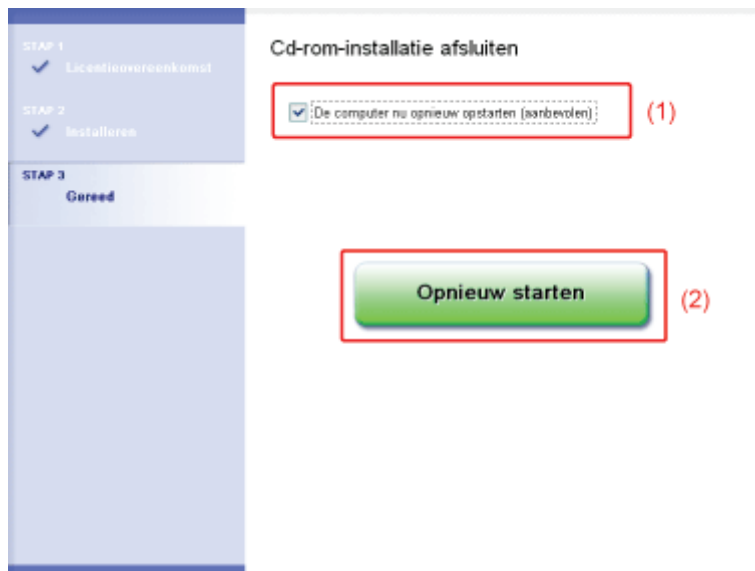 STAP 1
Licentieovereenkomst
STAP 2
Installeren
STAP 3
Gereed
Cd-rom-installatie afsluiten
De computer nu opnieuw opstarten (aanbevolen)
(1)
Opnieuw starten
(2)